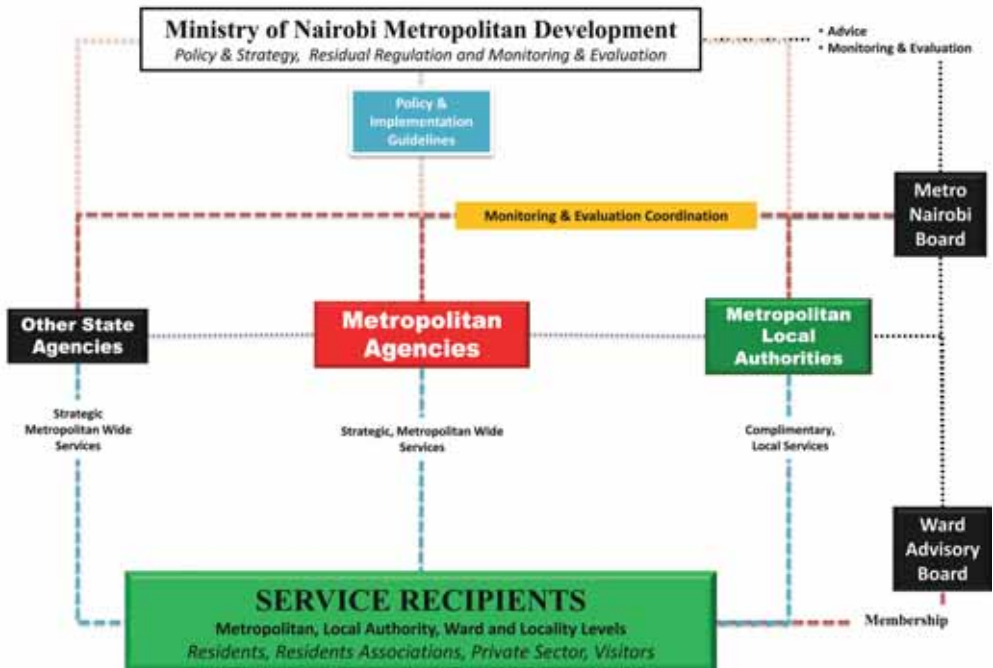 Ministry of Nairobi Metropolitan Development
Policy & Strategy, Residual Regulation and Monitoring & Evaluation
• Advice
• Monitoring & Evaluation
Policy &
Implementation
Guidelines
Metro
Nairobi
Board
Monitoring & Evaluation Coordination
Other State
Agencies
Metropolitan
Agencies
Metropolitan
Local
Authorities
Strategic
Metropolitan Wide
Services
Strategic, Metropolitan Wide
Services
Complimentary,
Local Services
Ward
Advisory
Board
SERVICE RECIPIENTS
Metropolitan, Local Authority, Ward and Locality Levels
Residents, Residents Associations, Private Sector, Visitors
Membership